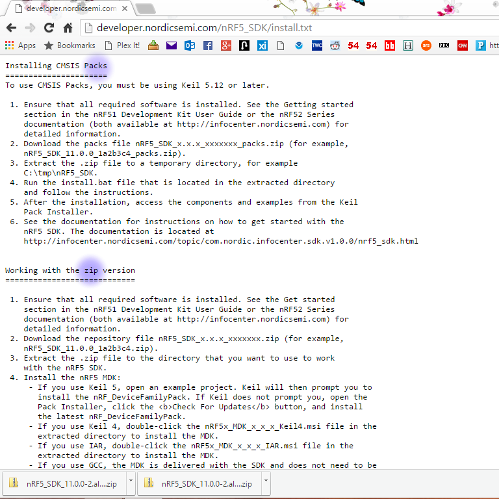 developer.nordicsemi.com
developer.nordicsemi.com/nRF5_SDK/install.txt
Apps Bookmarks Plex It! 54 54 bb H SDC CNN P
Installing CMSIS Packs
======================
To use CMSIS Packs, you must be using Keil 5.12 or later.
1. Ensure that all required software is installed. See the Getting started
section in the nRF51 Development Kit User Guide or the nRF52 Series
documentation (both available at http://infocenter.nordicsemi.com) for
detailed information.
2. Download the packs file nRF5_SDK_x.x.x_xxxxxxx_packs.zip (for example,
nRF5_SDK_11.0.0_1a2b3c4_packs.zip).
3. Extract the .zip file to a temporary directory, for example
C:\tmp\nRF5_SDK.
4. Run the install.bat file that is located in the extracted directory
and follow the instructions.
5. After the installation, access the components and examples from the Keil
Pack Installer.
6. See the documentation for instructions on how to get started with the
nRF5 SDK. The documentation is located at
http://infocenter.nordicsemi.com/topic/com.nordic.infocenter.sdk.v1.0.0/nrf5_sdk.html
Working with the zip version
============================
1. Ensure that all required software is installed. See the Get started
section in the nRF51 Development Kit User Guide or the nRF52 Series
documentation (both available at http://infocenter.nordicsemi.com) for
detailed information.
2. Download the repository file nRF5_SDK_x.x.x_xxxxxxx.zip (for example,
nRF5_SDK_11.0.0_1a2b3c4.zip).
3. Extract the .zip file to the directory that you want to use to work
with the nRF5 SDK.
4. Install the nRF5 MDK:
- If you use Keil 5, open an example project. Keil will then prompt you to
install the nRF_DeviceFamilyPack. If Keil does not prompt you, open the
Pack Installer, click the <b>Check For Updates</b> button, and install
the latest nRF_DeviceFamilyPack.
- If you use Keil 4, double-click the nRF5x_MDK_x_x_x_Keil4.msi file in the
extracted directory to install the MDK.
- If you use IAR, double-click the nRF5x_MDK_x_x_x_IAR.msi file in the
extracted directory to install the MDK.
- If you use GCC, the MDK is delivered with the SDK and does not need to be
nRF5_SDK_11.0.0-2.al....zip nRF5_SDK_11.0.0-2.al....zip